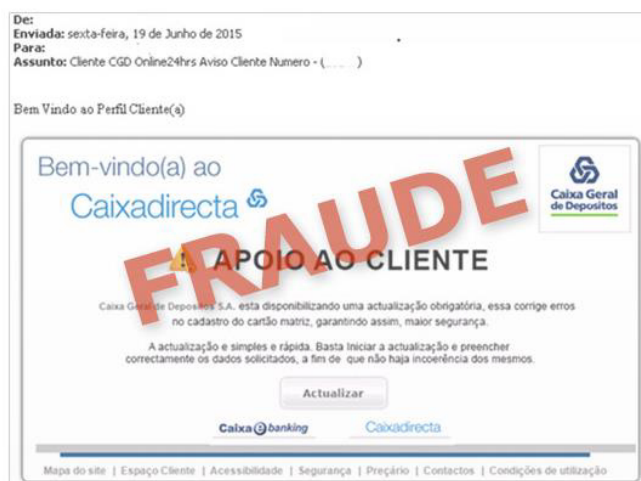 De:
Enviada: sexta-feira, 19 de Junho de 2015
Para:
Assunto: Cliente CGD Online24hrs Aviso Cliente Numero - (.... )
Bem Vindo ao Perfil Cliente(a)
Bem-vindo(a) ao
Caixadirecta
Caixa Geral
de Depositos
FRAUDE
APOIO AO CLIENTE
Caixa Geral de Depositos S.A. esta disponibilizando uma actualização obrigatória, essa corrige erros
no cadastro do cartão matriz, garantindo assim, maior segurança.
A actualização e simples e rápida. Basta Iniciar a actualização e preencher
correctamente os dados solicitados, a fim de que não haja incoerência dos mesmos.
Actualizar
Caixa e banking Caixadirecta
Mapa do site | Espaço Cliente | Acessibilidade | Segurança | Preçário | Contactos | Condições de utilização